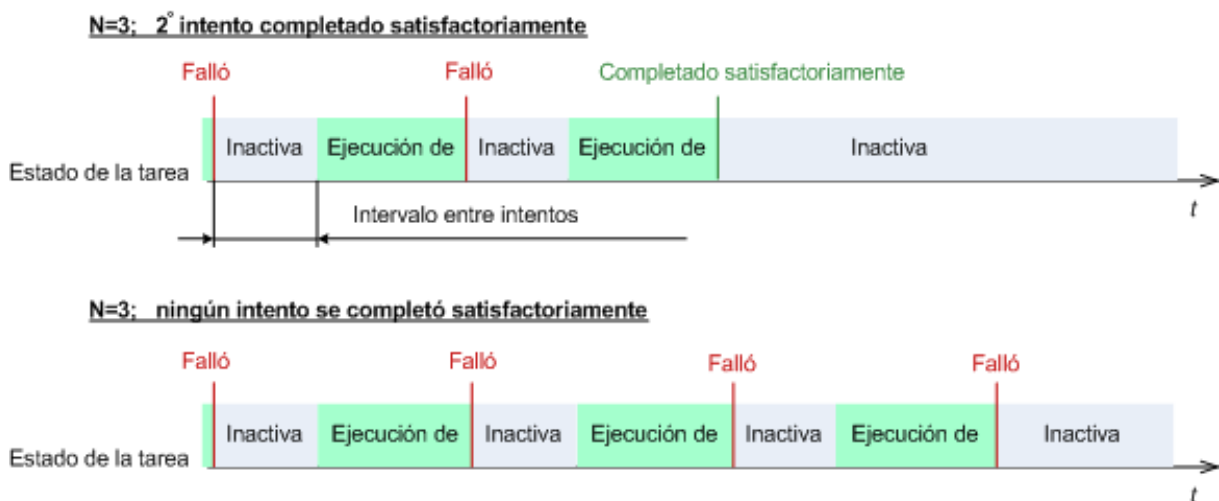 N=3; 2° intento completado satisfactoriamente
Falló Falló Completado satisfactoriamente
Inactiva Ejecución de Inactiva Ejecución de Inactiva
Estado de la tarea
t
Intervalo entre intentos
N=3; ningún intento se completó satisfactoriamente
Falló Falló Falló Falló
Inactiva Ejecución de Inactiva Ejecución de Inactiva Ejecución de Inactiva
Estado de la tarea
t